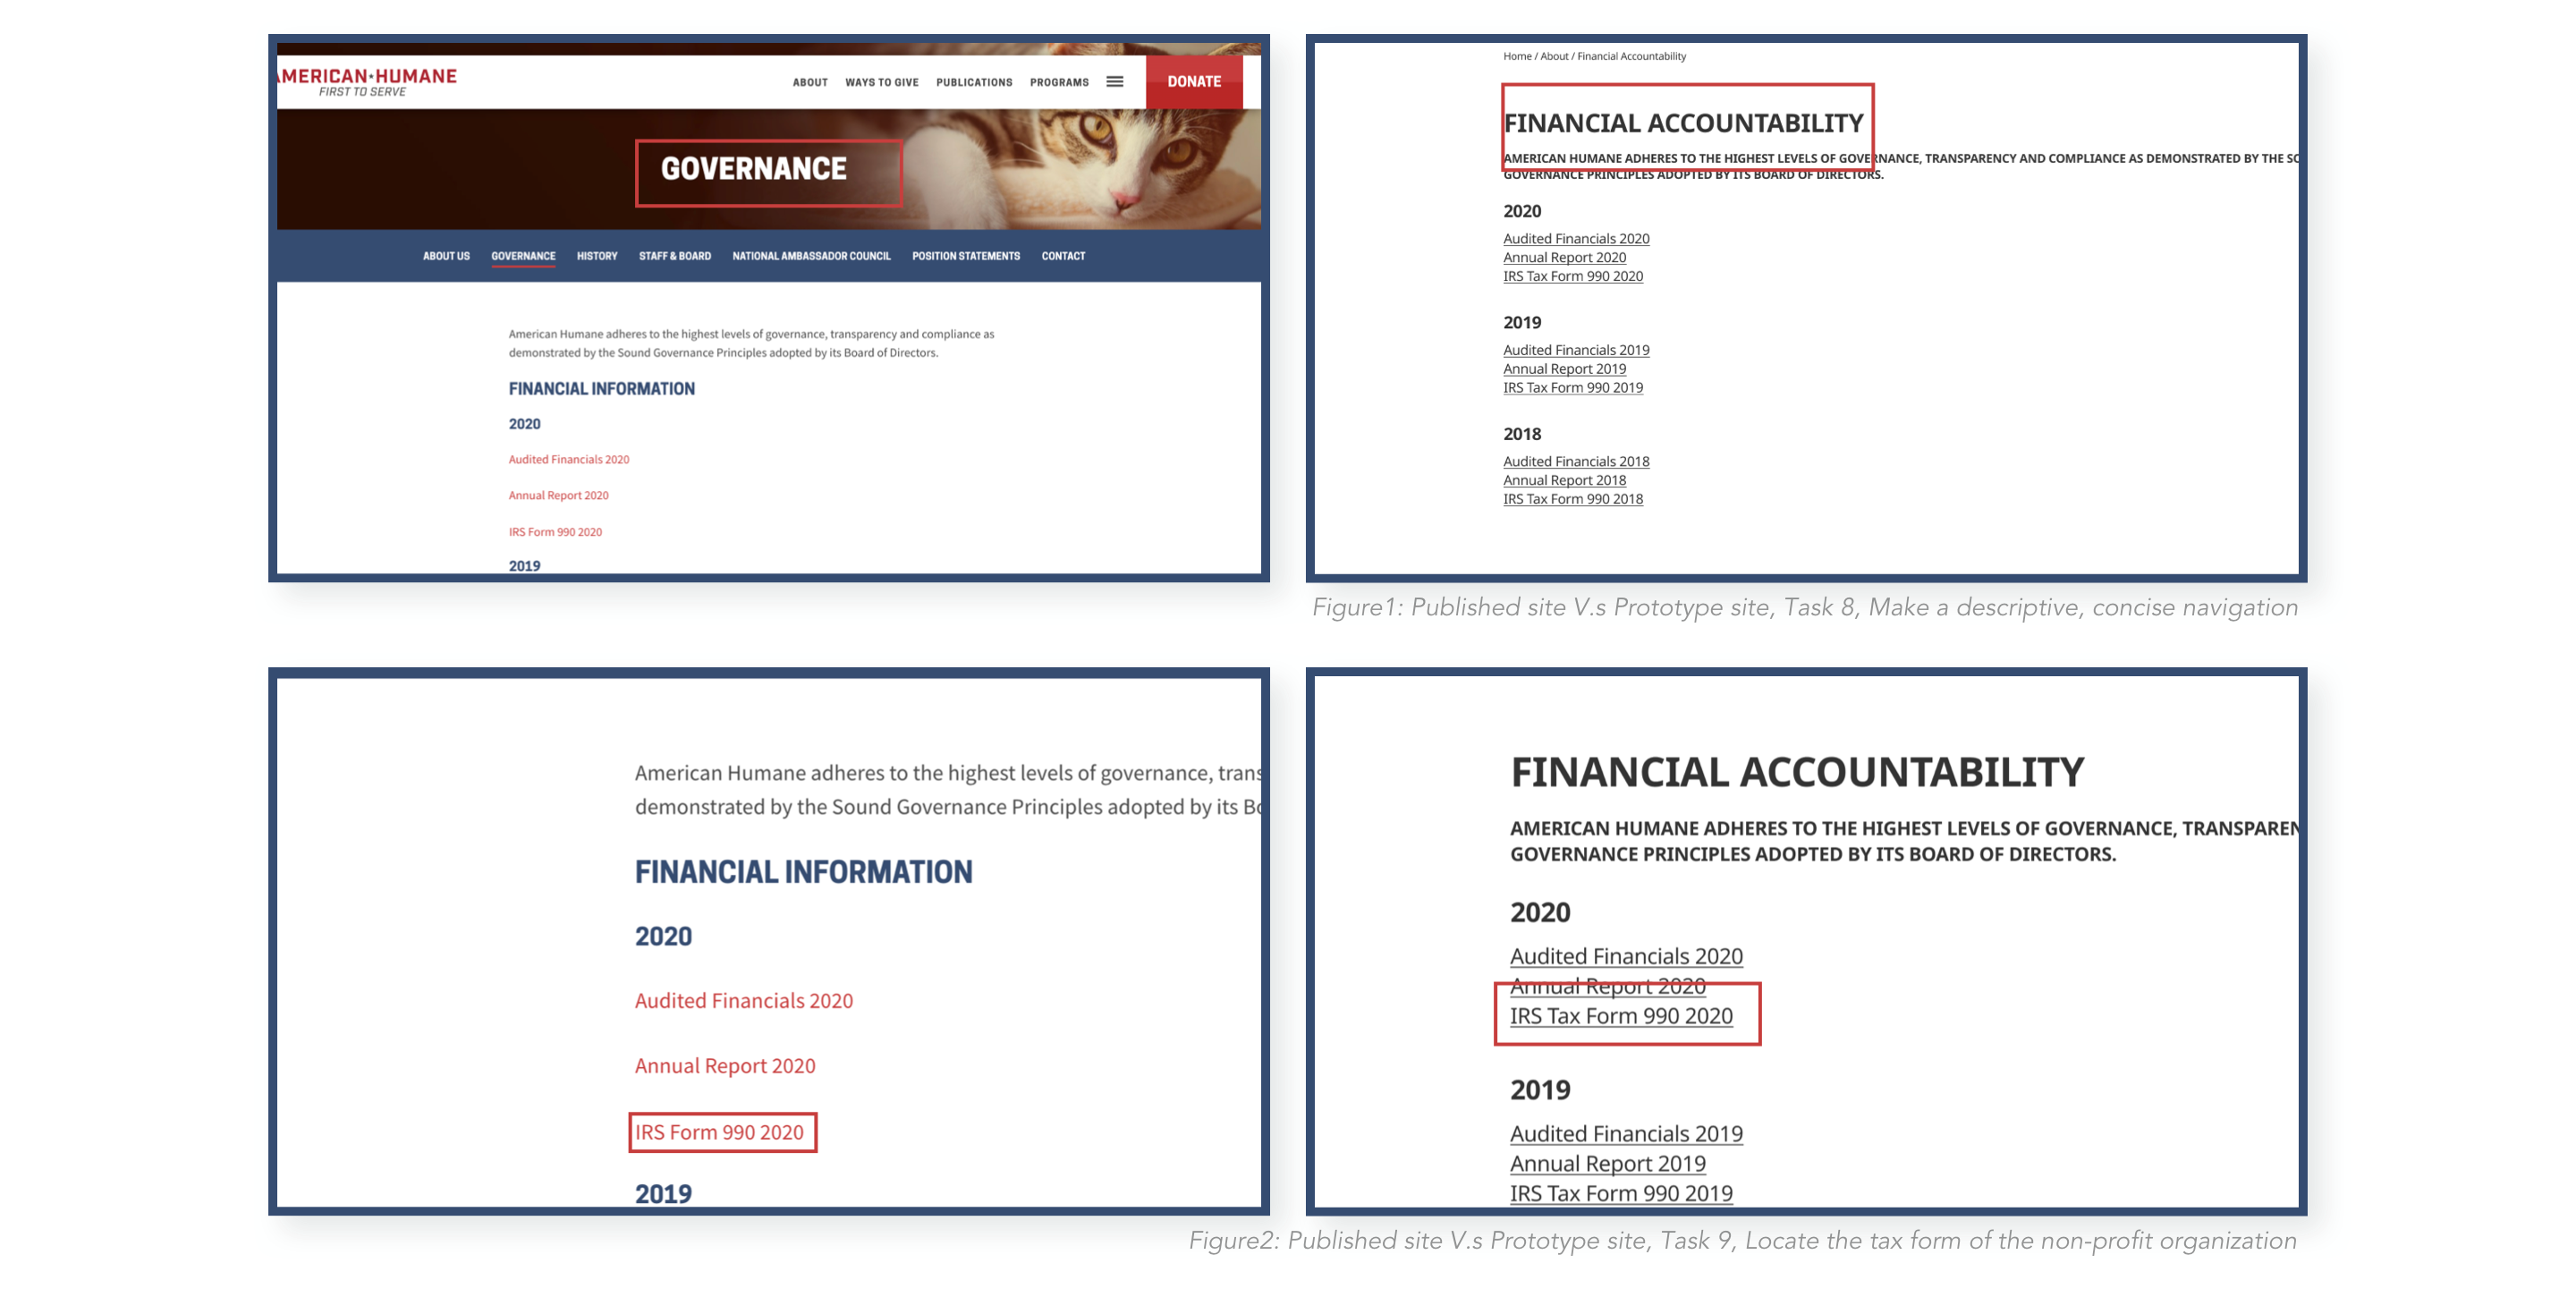 AMERICAN★HUMANE
FIRST TO SERVE
ABOUT WAYS TO GIVE PUBLICATIONS PROGRAMS DONATE
GOVERNANCE
ABOUT US GOVERNANCE HISTORY STAFF & BOARD NATIONAL AMBASSADOR COUNCIL POSITION STATEMENTS CONTACT
American Humane adheres to the highest levels of governance, transparency and compliance as
demonstrated by the Sound Governance Principles adopted by its Board of Directors.
FINANCIAL INFORMATION
2020
Audited Financials 2020
Annual Report 2020
IRS Form 990 2020
2019
Home / About / Financial Accountability
FINANCIAL ACCOUNTABILITY
AMERICAN HUMANE ADHERES TO THE HIGHEST LEVELS OF GOVERNANCE, TRANSPARENCY AND COMPLIANCE AS DEMONSTRATED BY THE
GOVERNANCE PRINCIPLES ADOPTED BY ITS BOARD OF DIRECTORS.
2020
Audited Financials 2020
Annual Report 2020
IRS Tax Form 990 2020
2019
Audited Financials 2019
Annual Report 2019
IRS Tax Form 990 2019
2018
Audited Financials 2018
Annual Report 2018
IRS Tax Form 990 2018
Figure1: Published site V.s Prototype site, Task 8, Make a descriptive, concise navigation
American Humane adheres to the highest levels of governance,
demonstrated by the Sound Governance Principles adopted by its
FINANCIAL INFORMATION
2020
Audited Financials 2020
Annual Report 2020
IRS Form 990 2020
2019
FINANCIAL ACCOUNTABILITY
AMERICAN HUMANE ADHERES TO THE HIGHEST LEVELS OF GOVERNANCE,
GOVERNANCE PRINCIPLES ADOPTED BY ITS BOARD OF DIRECTORS.
2020
Audited Financials 2020
Annual Report 2020
IRS Tax Form 990 2020
2019
Audited Financials 2019
Annual Report 2019
IRS Tax Form 990 2019
Figure2: Published site V.s Prototype site, Task 9, Locate the tax form of the non-profit organization